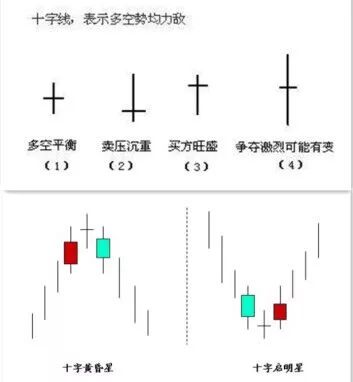 十字线，表示多空势均力敌
多空平衡 卖压沉重 买方旺盛 争夺激烈可能有变
（1） （2） （3） （4）
十字黄昏星 十字启明星